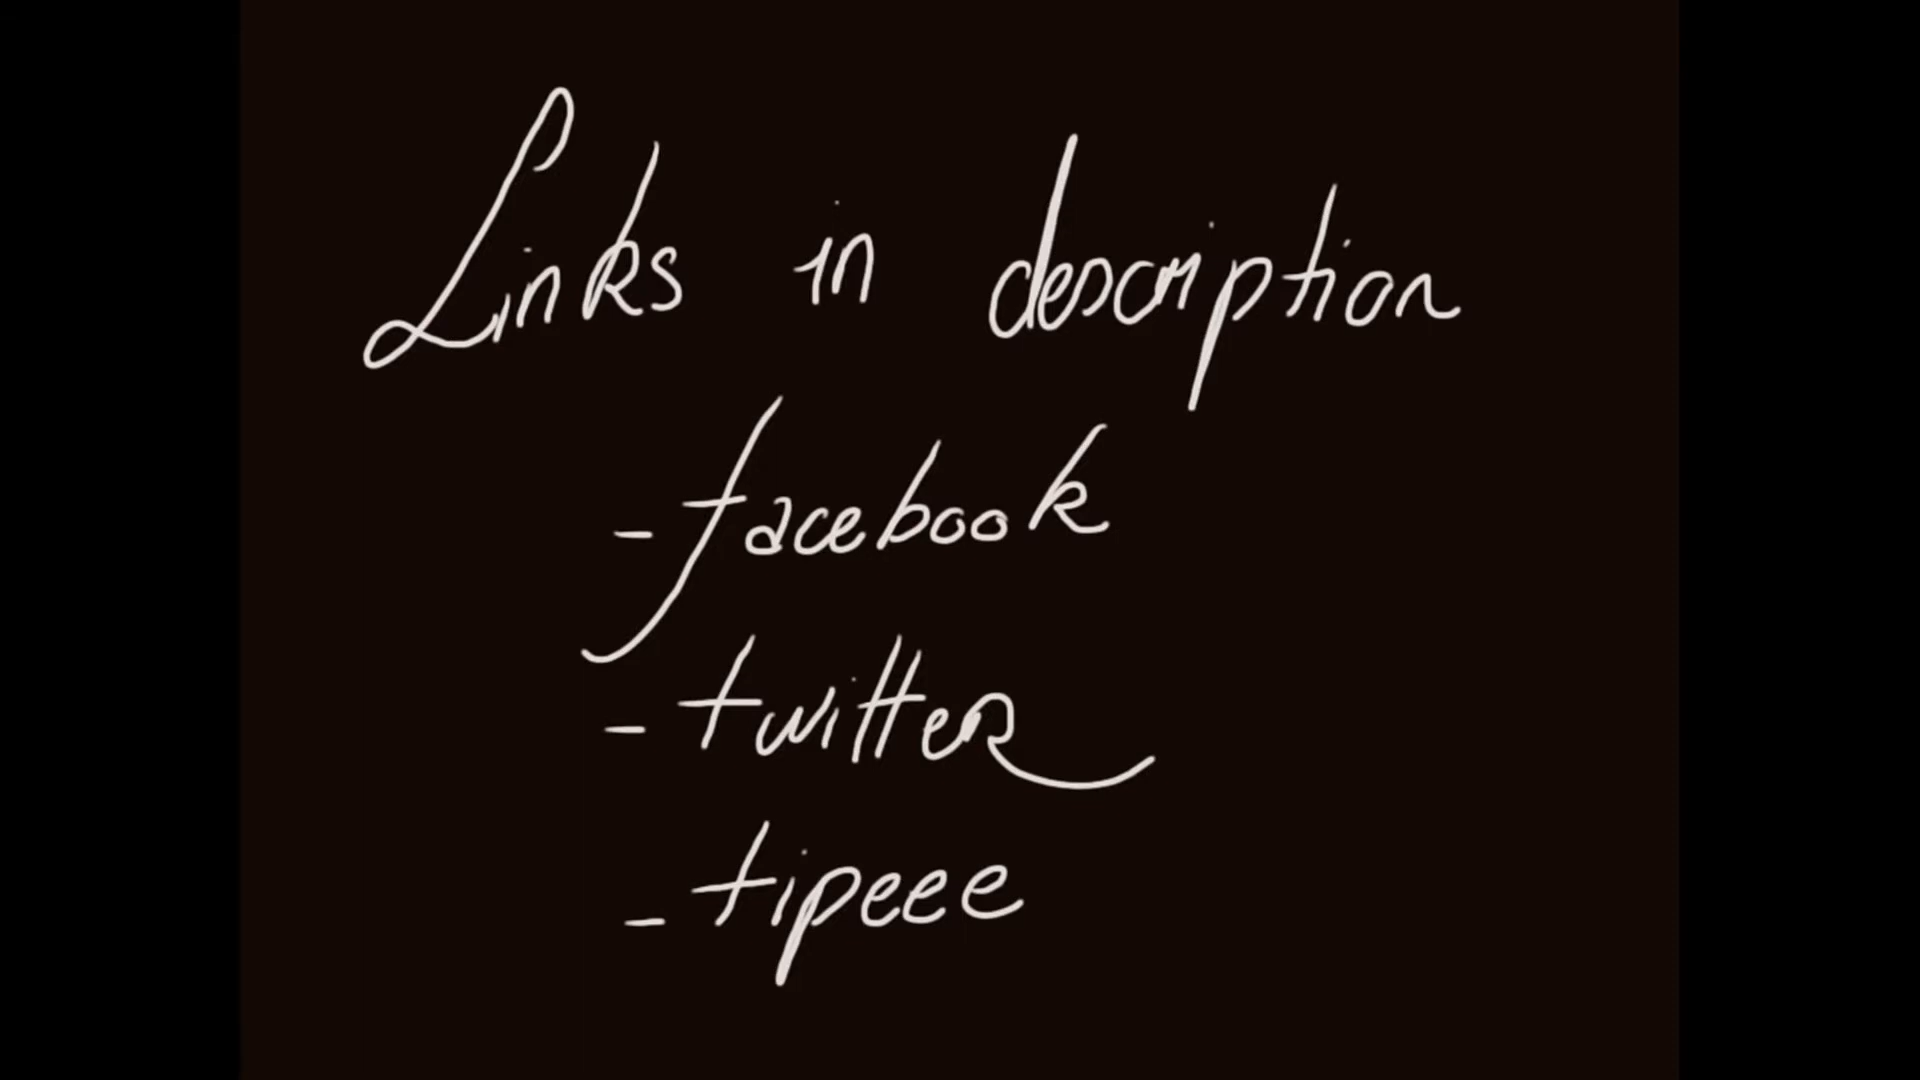 Links in description
- facebook
- twitter
- tipeee